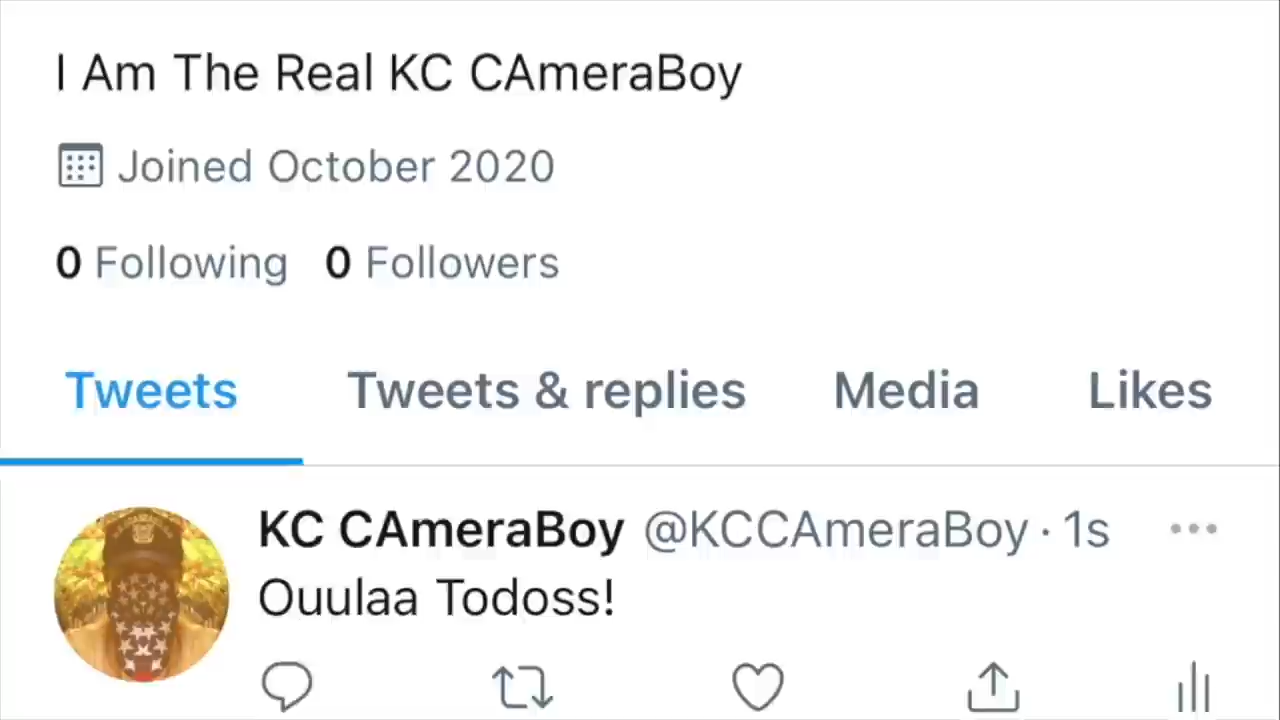 I Am The Real KC CAmeraBoy
Joined October 2020
0 Following 0 Followers
Tweets Tweets & replies Media Likes
KC CAmeraBoy @KCCAmeraBoy · 1s
Ouulaa Todoss!